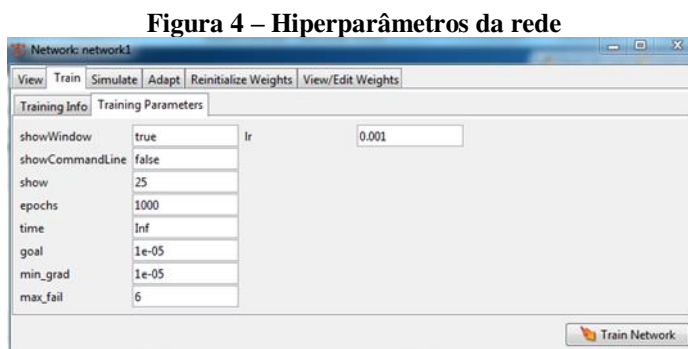 Figura 4 – Hiperparâmetros da rede
Network: network1
View Train Simulate Adapt Reinitialize Weights View/Edit Weights
Training Info Training Parameters
showWindow true lr 0.001
showCommandLine false
show 25
epochs 1000
time Inf
goal 1e-05
min_grad 1e-05
max_fail 6
Train Network